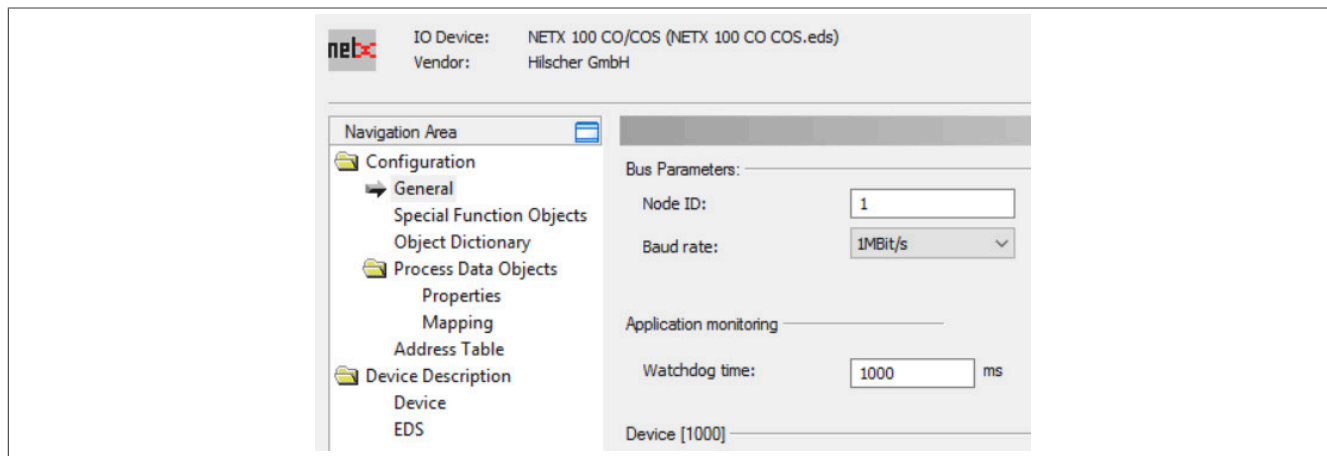 netx
IO Device: NETX 100 CO/COS (NETX 100 CO COS.eds)
Vendor: Hilscher GmbH
Navigation Area
Configuration
General
Special Function Objects
Object Dictionary
Process Data Objects
Properties
Mapping
Address Table
Device Description
Device
EDS
Bus Parameters:
Node ID: 1
Baud rate: 1MBit/s
Application monitoring
Watchdog time: 1000 ms
Device [1000]